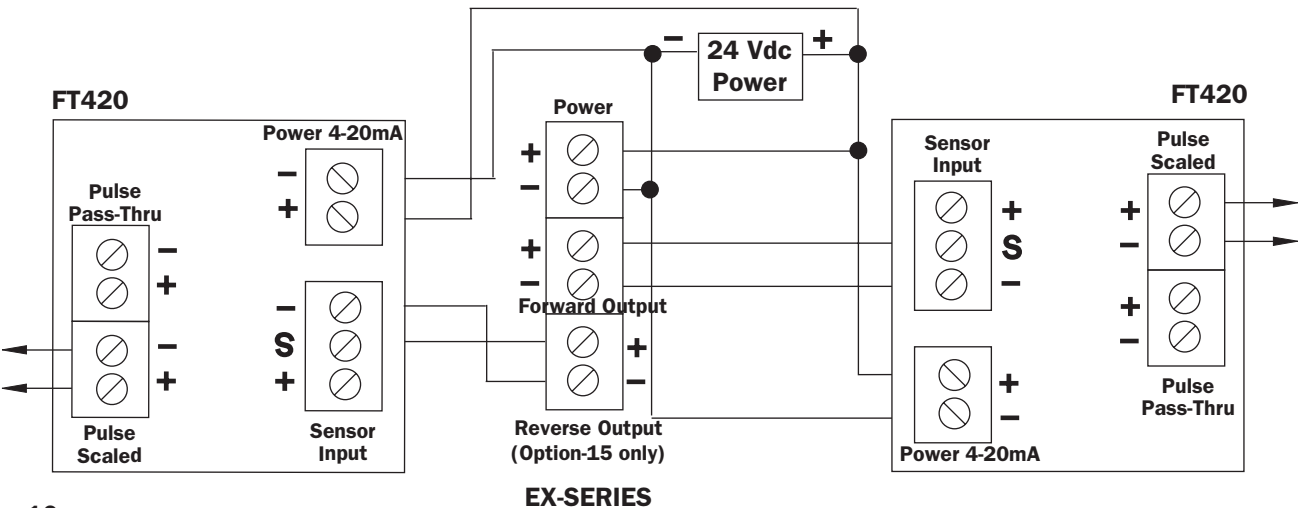 − 24 Vdc +
Power
FT420
FT420
Power 4-20mA
−
+
Power
+
−
Sensor
Input
+
S
−
Pulse
Scaled
+
−
Pulse
Pass-Thru
−
+
+
−
Forward Output
+
−
−
S
+
+
−
−
+
Pulse
Scaled
Sensor
Input
Reverse Output
(Option-15 only)
+
−
Power 4-20mA
Pulse
Pass-Thru
EX-SERIES